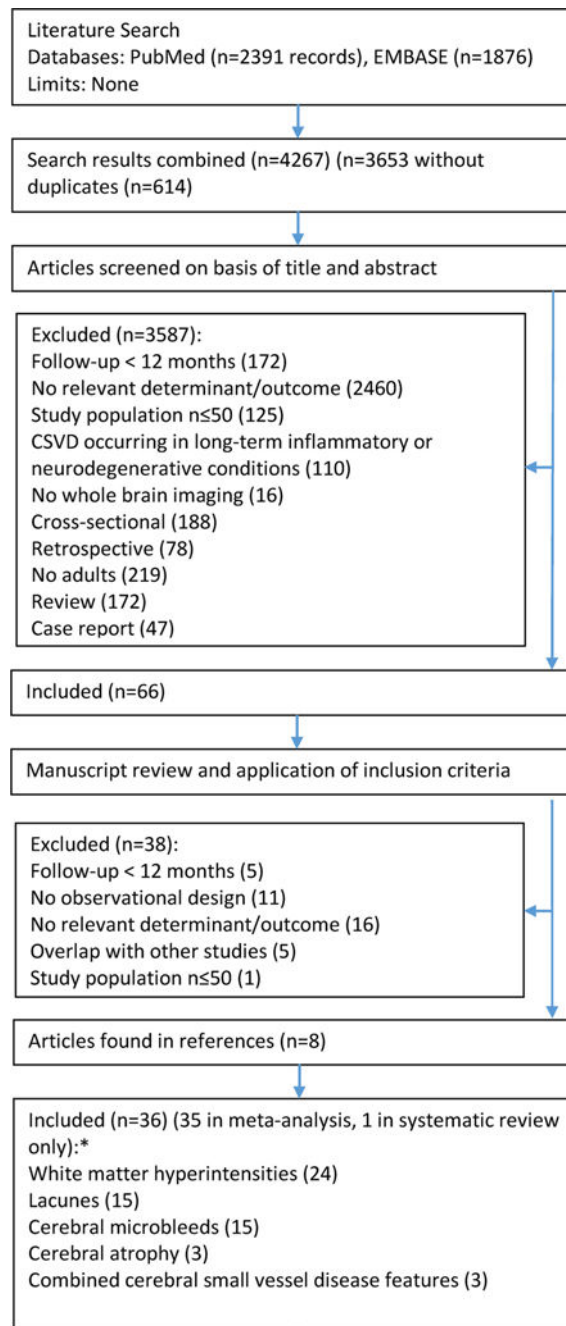 Literature Search
Databases: PubMed (n=2391 records), EMBASE (n=1876)
Limits: None
Search results combined (n=4267) (n=3653 without
duplicates (n=614)
Articles screened on basis of title and abstract
Excluded (n=3587):
Follow-up < 12 months (172)
No relevant determinant/outcome (2460)
Study population n≤50 (125)
CSVD occurring in long-term inflammatory or
neurodegenerative conditions (110)
No whole brain imaging (16)
Cross-sectional (188)
Retrospective (78)
No adults (219)
Review (172)
Case report (47)
Included (n=66)
Manuscript review and application of inclusion criteria
Excluded (n=38):
Follow-up < 12 months (5)
No observational design (11)
No relevant determinant/outcome (16)
Overlap with other studies (5)
Study population n≤50 (1)
Articles found in references (n=8)
Included (n=36) (35 in meta-analysis, 1 in systematic review
only):*
White matter hyperintensities (24)
Lacunes (15)
Cerebral microbleeds (15)
Cerebral atrophy (3)
Combined cerebral small vessel disease features (3)